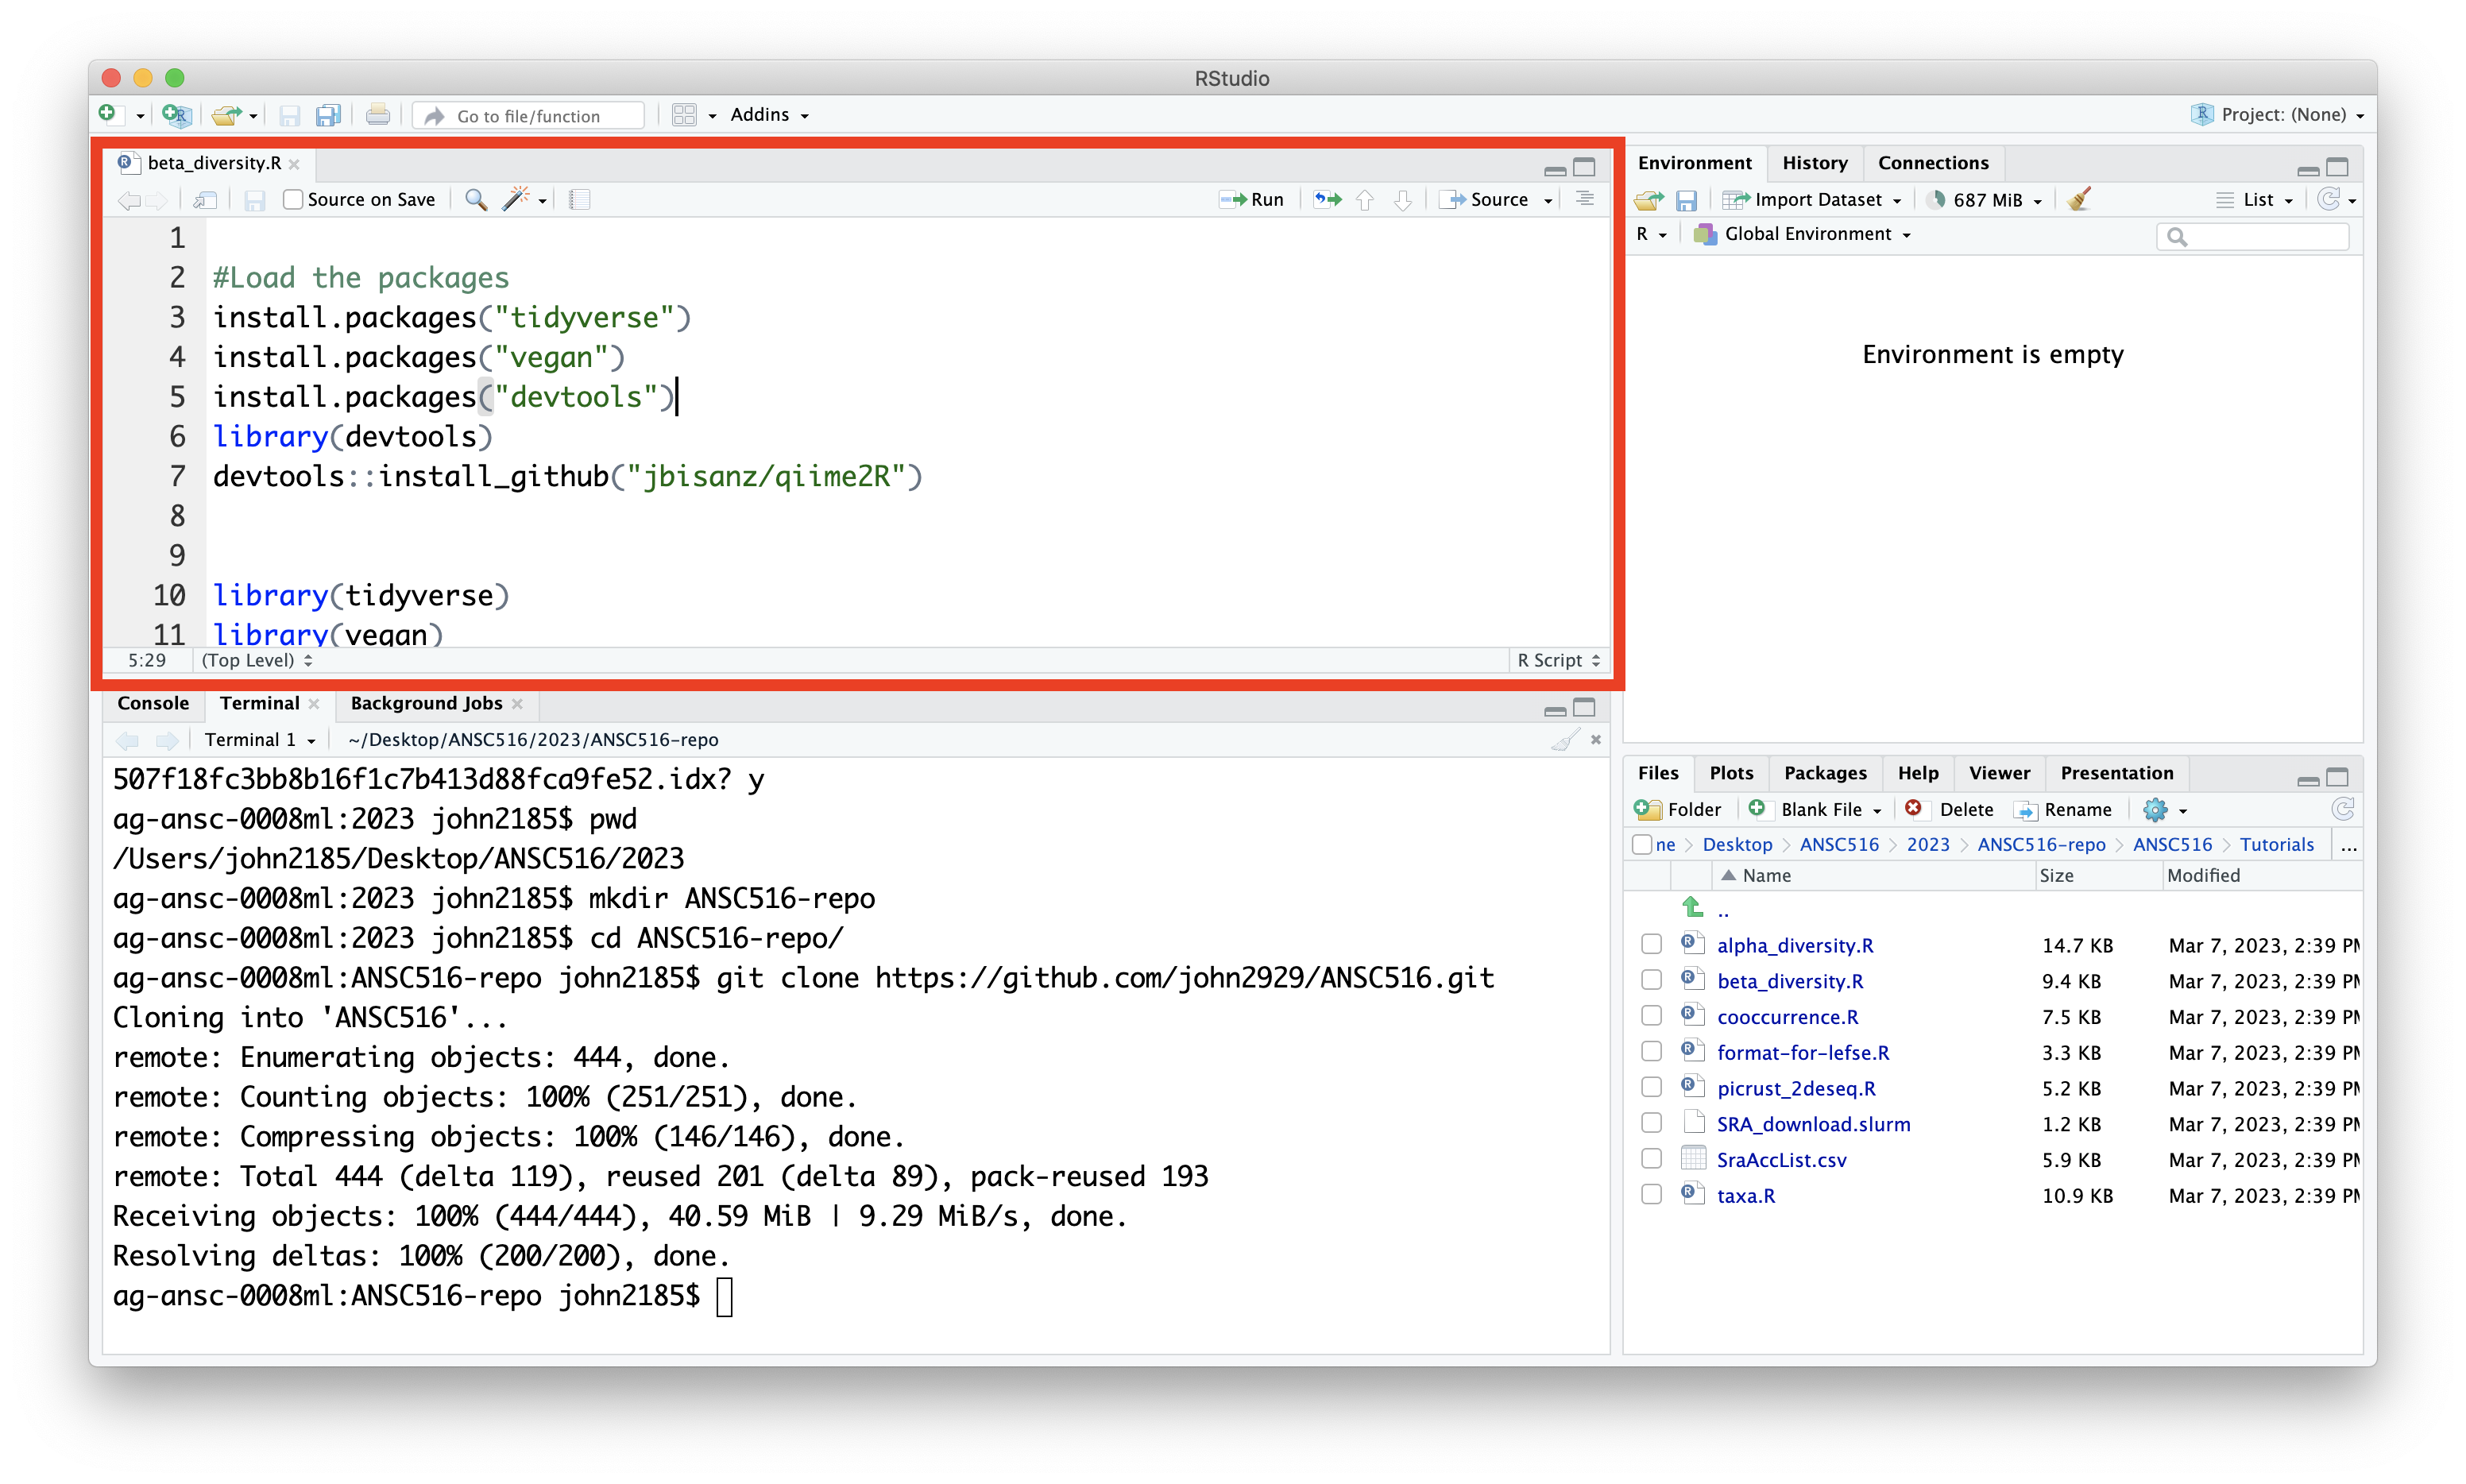 RStudio
Go to file/function
Addins
Project: (None)
beta_diversity.R
Source on Save
Run
Source
1
2 #Load the packages
3 install.packages("tidyverse")
4 install.packages("vegan")
5 install.packages("devtools")
6 library(devtools)
7 devtools::install_github("jbisanz/qiime2R")
8
9
10 library(tidyverse)
11 library(vegan)
5:29 (Top Level) R Script
Console Terminal Background Jobs
Terminal 1 ~/Desktop/ANSC516/2023/ANSC516-repo
507f18fc3bb8b16f1c7b413d88fca9fe52.idx? y
ag-ansc-0008ml:2023 john2185$ pwd
/Users/john2185/Desktop/ANSC516/2023
ag-ansc-0008ml:2023 john2185$ mkdir ANSC516-repo
ag-ansc-0008ml:2023 john2185$ cd ANSC516-repo/
ag-ansc-0008ml:ANSC516-repo john2185$ git clone https://github.com/john2929/ANSC516.git
Cloning into 'ANSC516'...
remote: Enumerating objects: 444, done.
remote: Counting objects: 100% (251/251), done.
remote: Compressing objects: 100% (146/146), done.
remote: Total 444 (delta 119), reused 201 (delta 89), pack-reused 193
Receiving objects: 100% (444/444), 40.59 MiB | 9.29 MiB/s, done.
Resolving deltas: 100% (200/200), done.
ag-ansc-0008ml:ANSC516-repo john2185$
Environment History Connections
Import Dataset 687 MiB List
R Global Environment
Environment is empty
Files Plots Packages Help Viewer Presentation
Folder Blank File Delete Rename
ne > Desktop > ANSC516 > 2023 > ANSC516-repo > ANSC516 > Tutorials ...
Name Size Modified
..
alpha_diversity.R 14.7 KB Mar 7, 2023, 2:39 PM
beta_diversity.R 9.4 KB Mar 7, 2023, 2:39 PM
cooccurrence.R 7.5 KB Mar 7, 2023, 2:39 PM
format-for-lefse.R 3.3 KB Mar 7, 2023, 2:39 PM
picrust_2deseq.R 5.2 KB Mar 7, 2023, 2:39 PM
SRA_download.slurm 1.2 KB Mar 7, 2023, 2:39 PM
SraAccList.csv 5.9 KB Mar 7, 2023, 2:39 PM
taxa.R 10.9 KB Mar 7, 2023, 2:39 PM